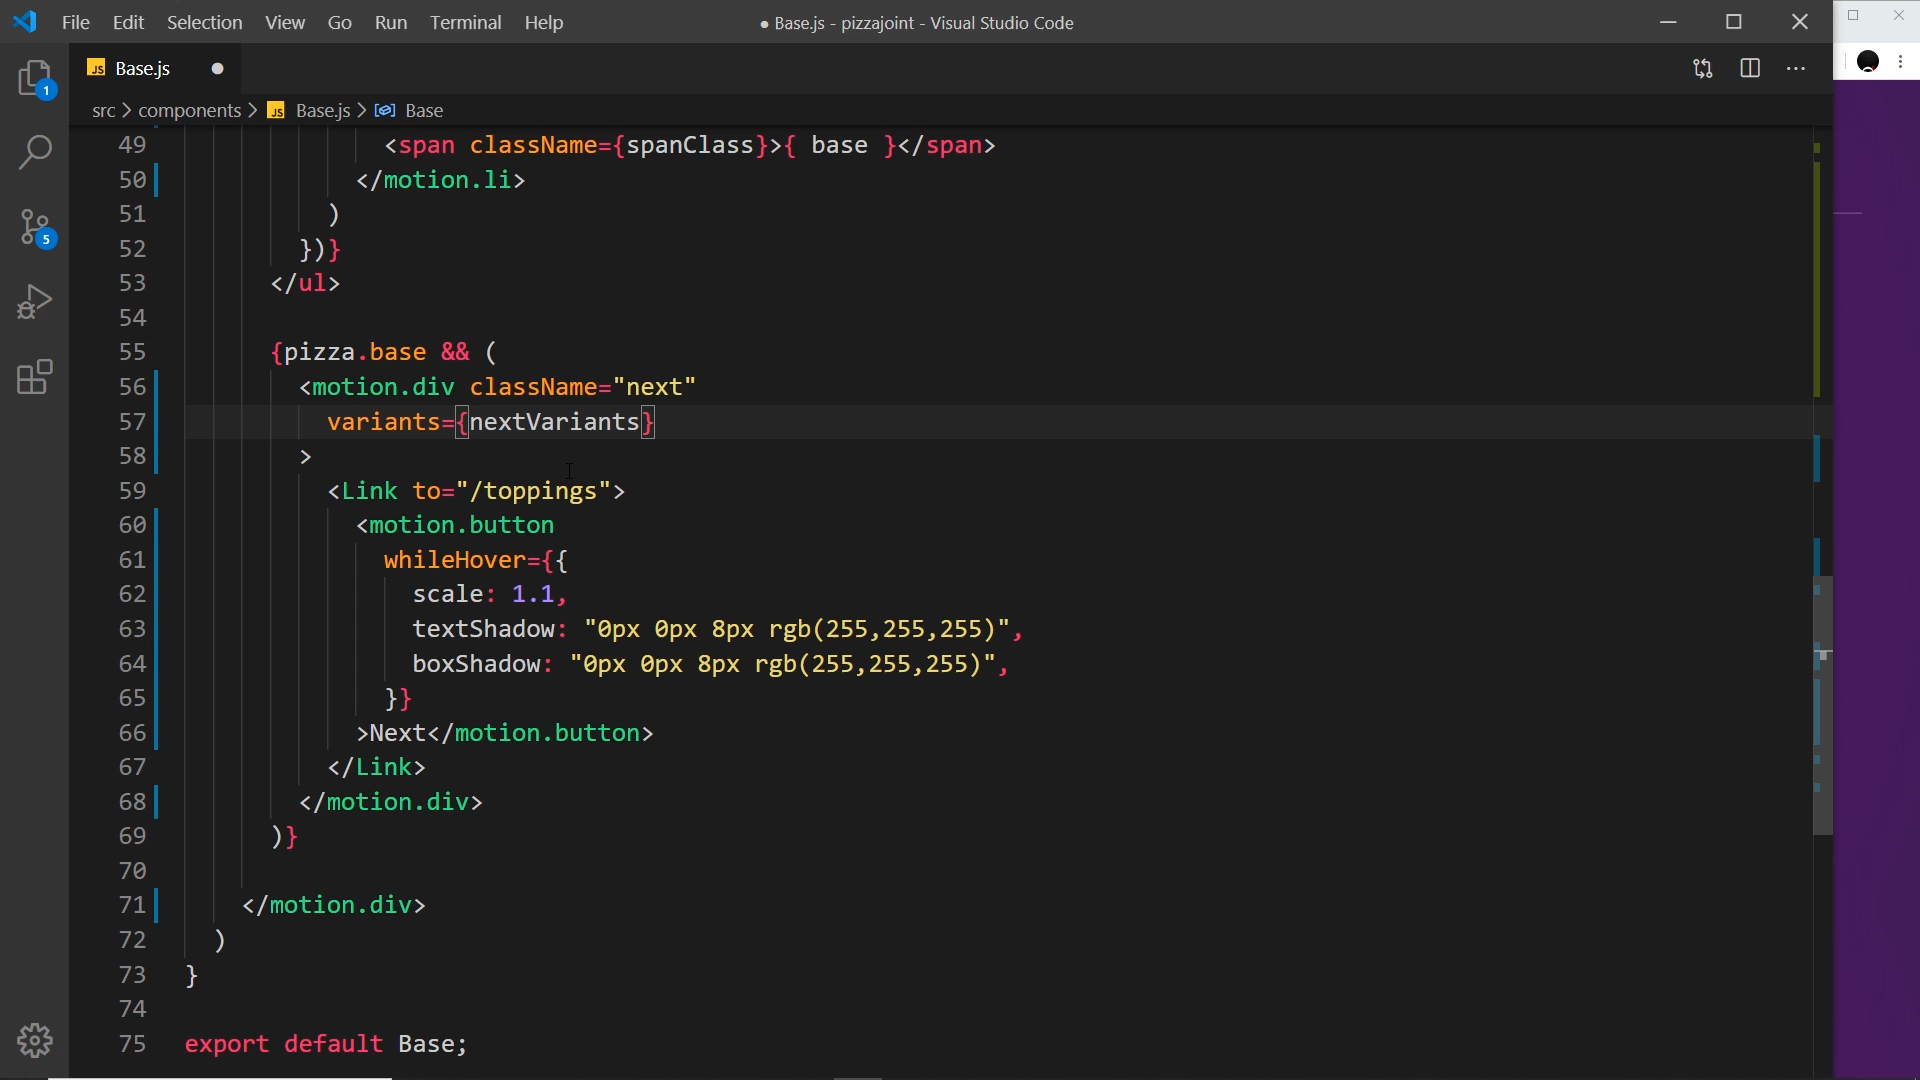 File Edit Selection View Go Run Terminal Help ● Base.js - pizzajoint - Visual Studio Code
JS Base.js ●
src > components > JS Base.js > Base
1
5
49 <span className={spanClass}>{ base }</span>
50 </motion.li>
51 )
52 })}
53 </ul>
54
55 {pizza.base && (
56 <motion.div className="next"
57 variants={nextVariants}
58 >
59 <Link to="/toppings">
60 <motion.button
61 whileHover={{
62 scale: 1.1,
63 textShadow: "0px 0px 8px rgb(255,255,255)",
64 boxShadow: "0px 0px 8px rgb(255,255,255)",
65 }}
66 >Next</motion.button>
67 </Link>
68 </motion.div>
69 )}
70
71 </motion.div>
72 )
73 }
74
75 export default Base;